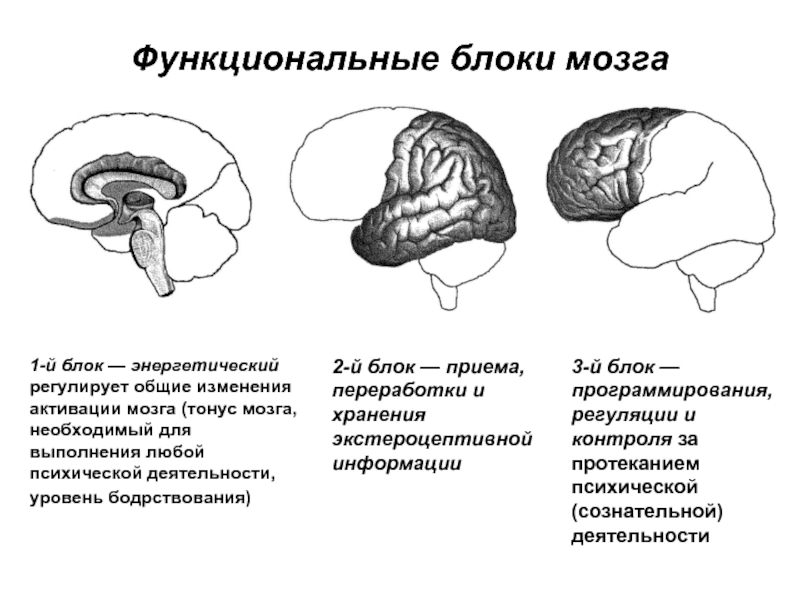 Функциональные блоки мозга
1-й блок — энергетический
регулирует общие изменения
активации мозга (тонус мозга,
необходимый для
выполнения любой
психической деятельности,
уровень бодрствования)
2-й блок — приема,
переработки и
хранения
экстероцептивной
информации
3-й блок —
программирования,
регуляции и
контроля за
протеканием
психической
(сознательной)
деятельности